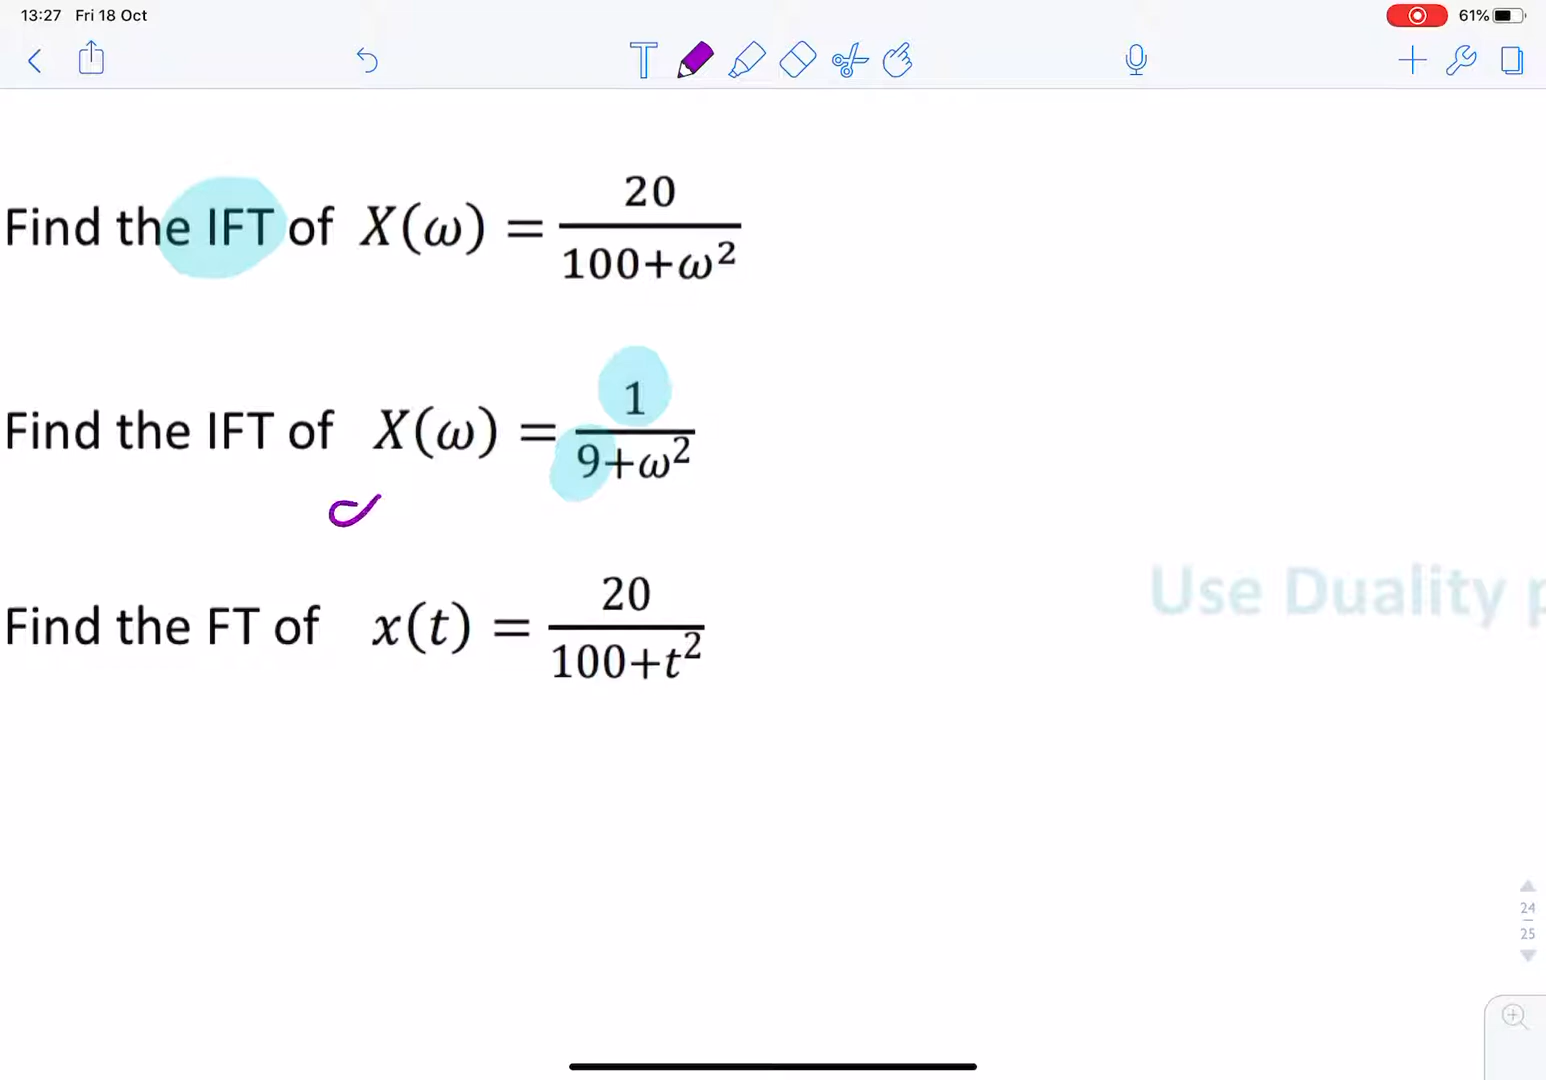 13:27 Fri 18 Oct
61%
T
Find the IFT of X(ω) = 20 / 100+ω²
Find the IFT of X(ω) = 1 / 9+ω²
Use Duality
Find the FT of x(t) = 20 / 100+t²
24
25